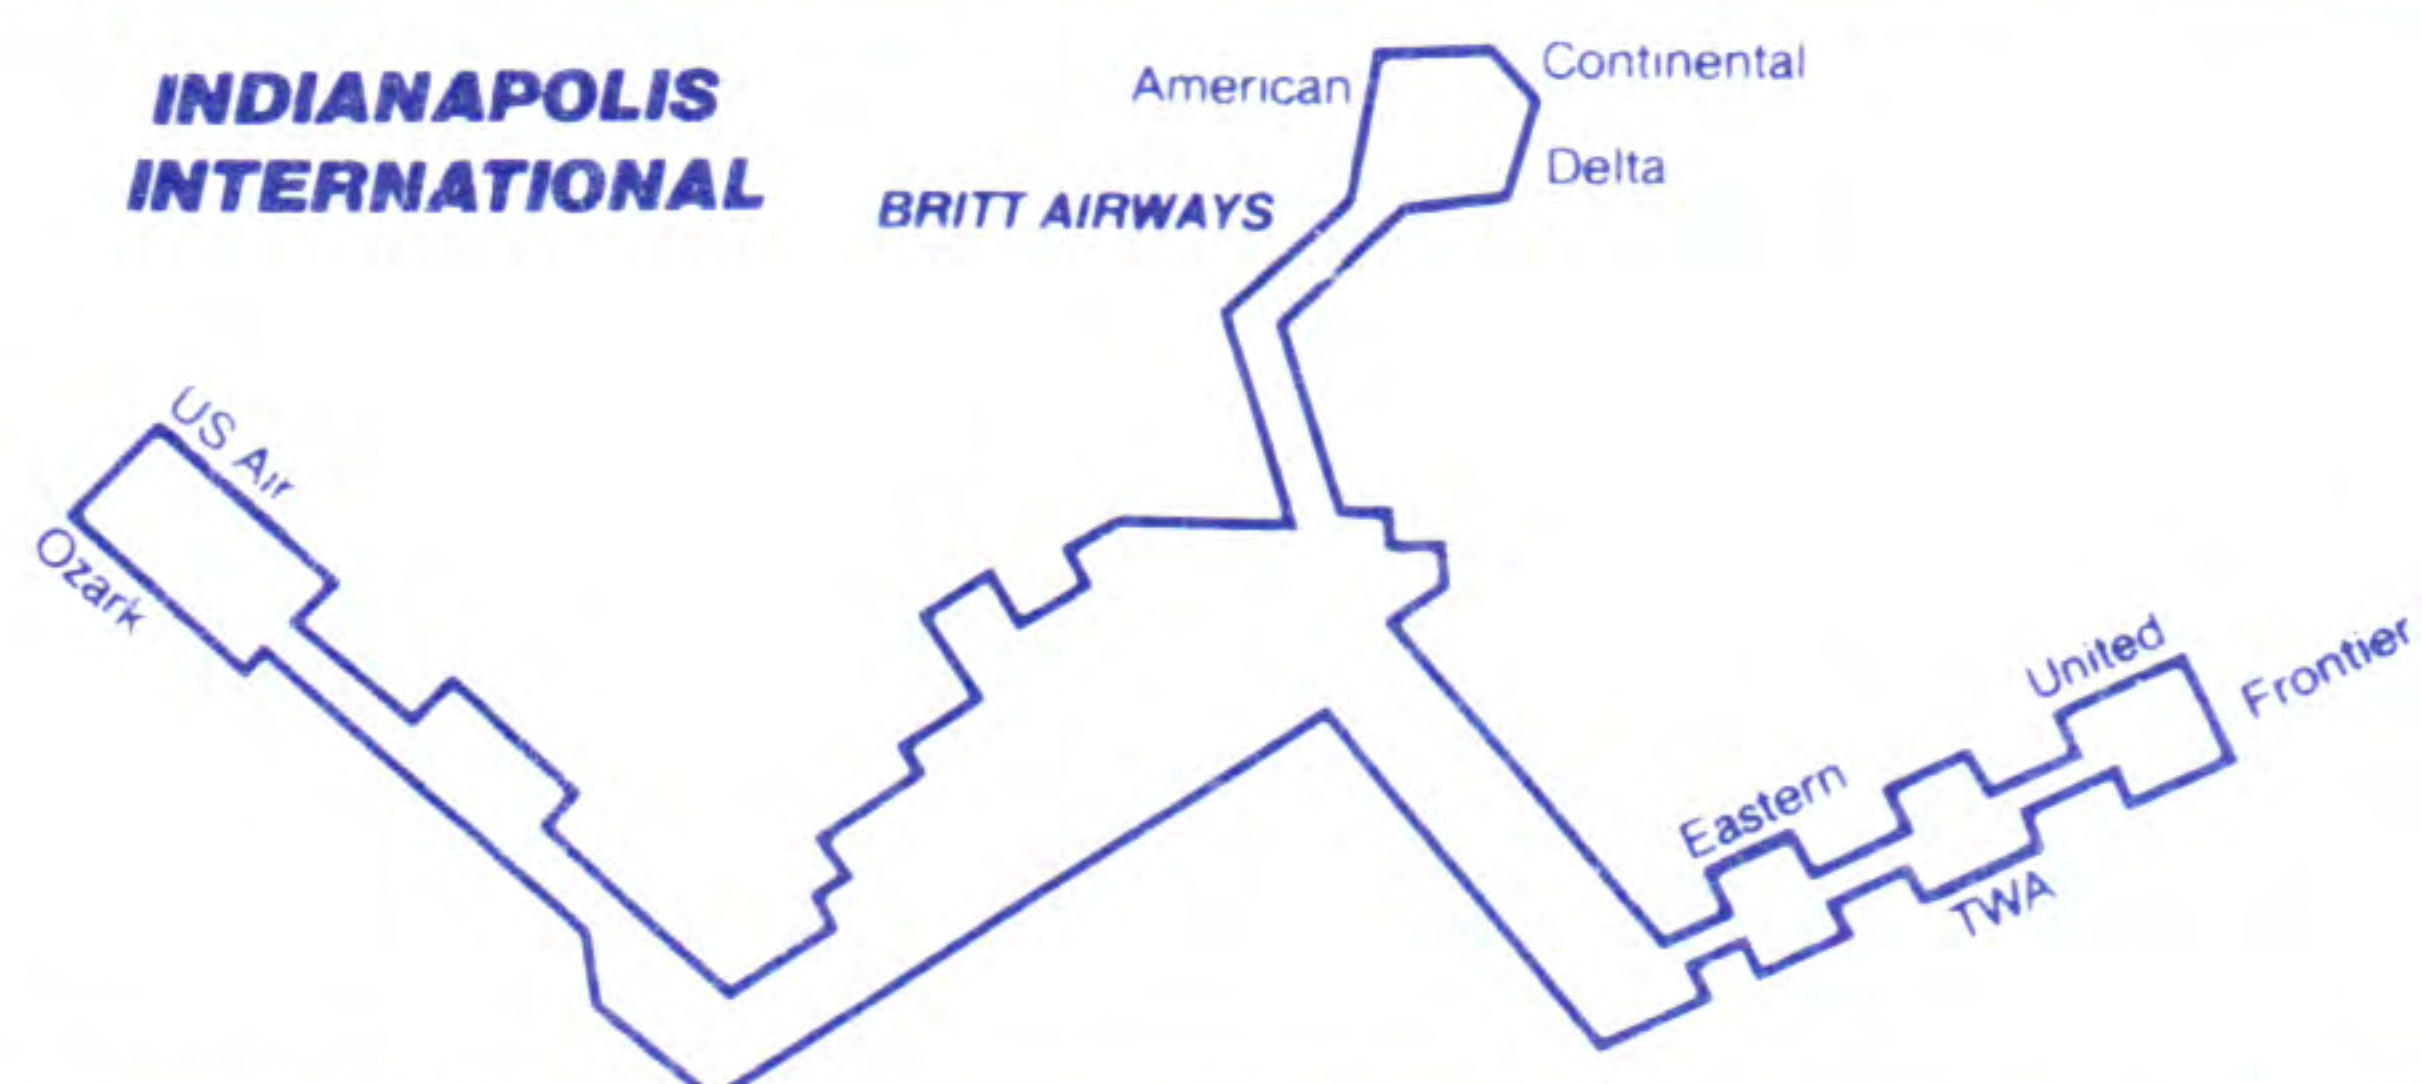 INDIANAPOLIS
INTERNATIONAL
American
Continental
Delta
BRITT AIRWAYS
US Air
Ozark
United
Frontier
Eastern
TWA